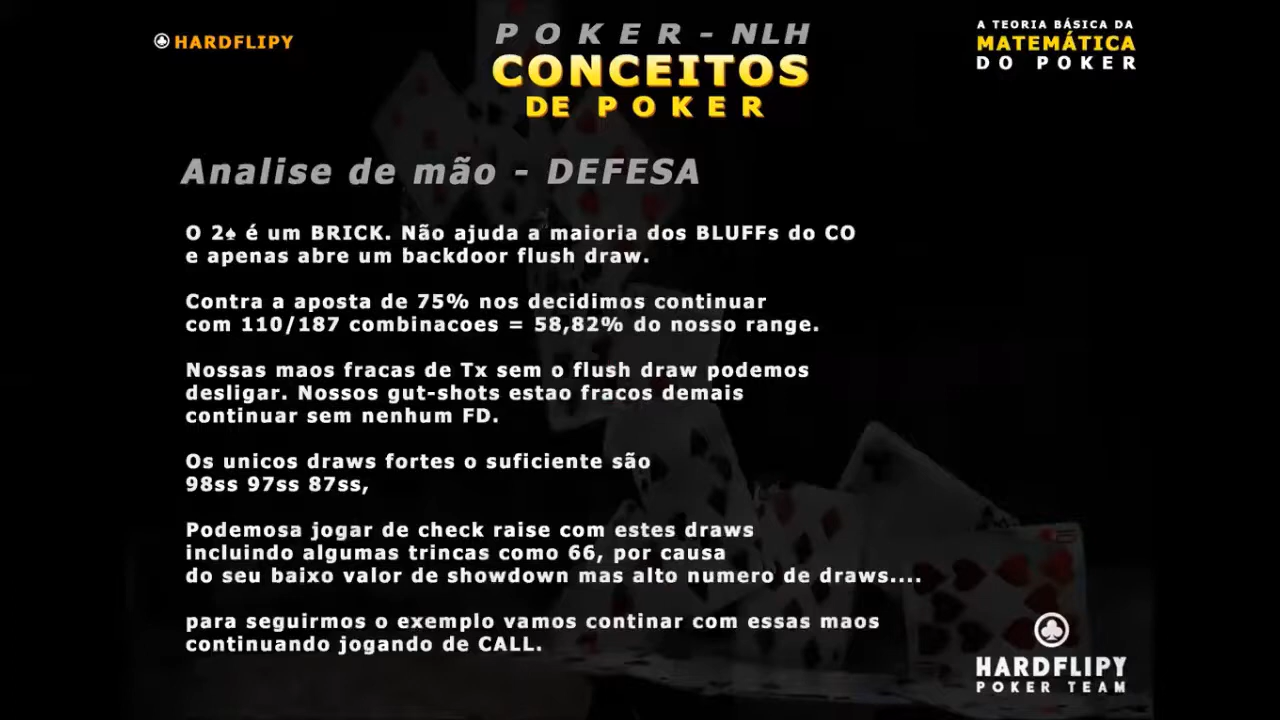 HARDFLIPY
POKER - NLH
CONCEITOS
DE POKER
A TEORIA BÁSICA DA
MATEMÁTICA
DO POKER
Analise de mão - DEFESA
O 2♠ é um BRICK. Não ajuda a maioria dos BLUFFs do CO
e apenas abre um backdoor flush draw.
Contra a aposta de 75% nos decidimos continuar
com 110/187 combinacoes = 58,82% do nosso range.
Nossas maos fracas de Tx sem o flush draw podemos
desligar. Nossos gut-shots estao fracos demais
continuar sem nenhum FD.
Os unicos draws fortes o suficiente são
98ss 97ss 87ss,
Podemosa jogar de check raise com estes draws
incluindo algumas trincas como 66, por causa
do seu baixo valor de showdown mas alto numero de draws....
para seguirmos o exemplo vamos continar com essas maos
continuando jogando de CALL.
HARDFLIPY
POKER TEAM